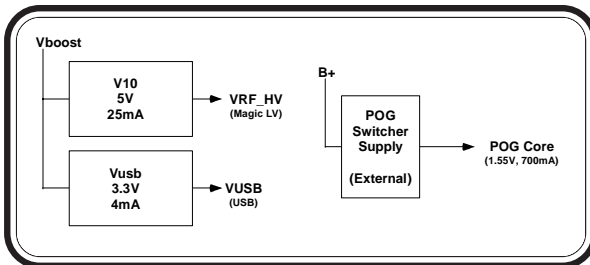 Vboost
V10
5V
25mA
VRF_HV
(Magic LV)
Vusb
3.3V
4mA
VUSB
(USB)
B+
POG
Switcher
Supply
(External)
POG Core
(1.55V, 700mA)